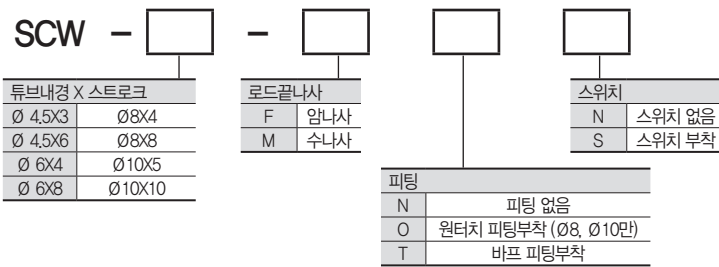 SCW - -
튜브내경 X 스트로크
Ø 4.5X3 Ø8X4
Ø 4.5X6 Ø8X8
Ø 6X4 Ø10X5
Ø 6X8 Ø10X10
로드끝나사
F 암나사
M 수나사
스위치
N 스위치 없음
S 스위치 부착
피팅
N 피팅 없음
O 원터치 피팅부착 (Ø8, Ø10만)
T 바프 피팅부착